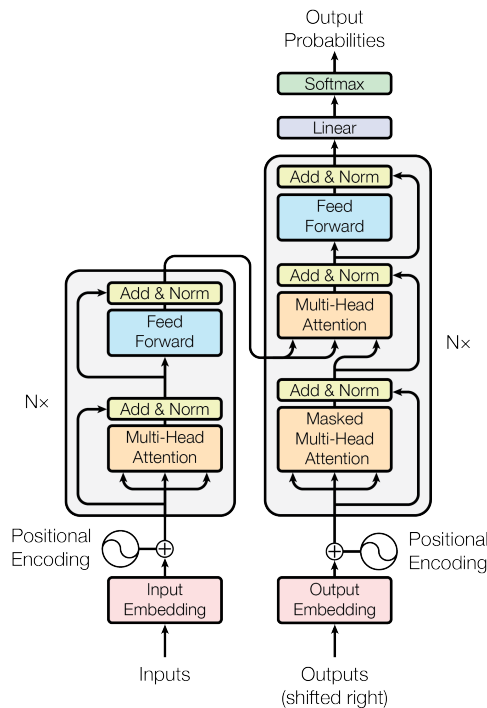 Output
Probabilities
Softmax
Linear
Add & Norm
Feed
Forward
Add & Norm
Multi-Head
Attention
Add & Norm
Masked
Multi-Head
Attention
N×
Add & Norm
Feed
Forward
Add & Norm
Multi-Head
Attention
N×
Positional
Encoding
Positional
Encoding
Input
Embedding
Output
Embedding
Inputs
Outputs
(shifted right)